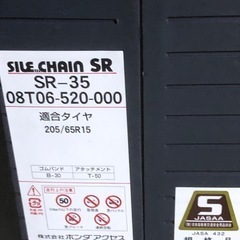 SILE.CHAIN SR
SR-35
08T06-520-000
適合タイヤ
205/65R15
ゴムバンド アタッチメント
B-30 T-50
50
株式会社ホンダアクセス
S
JASAA
JASA 432